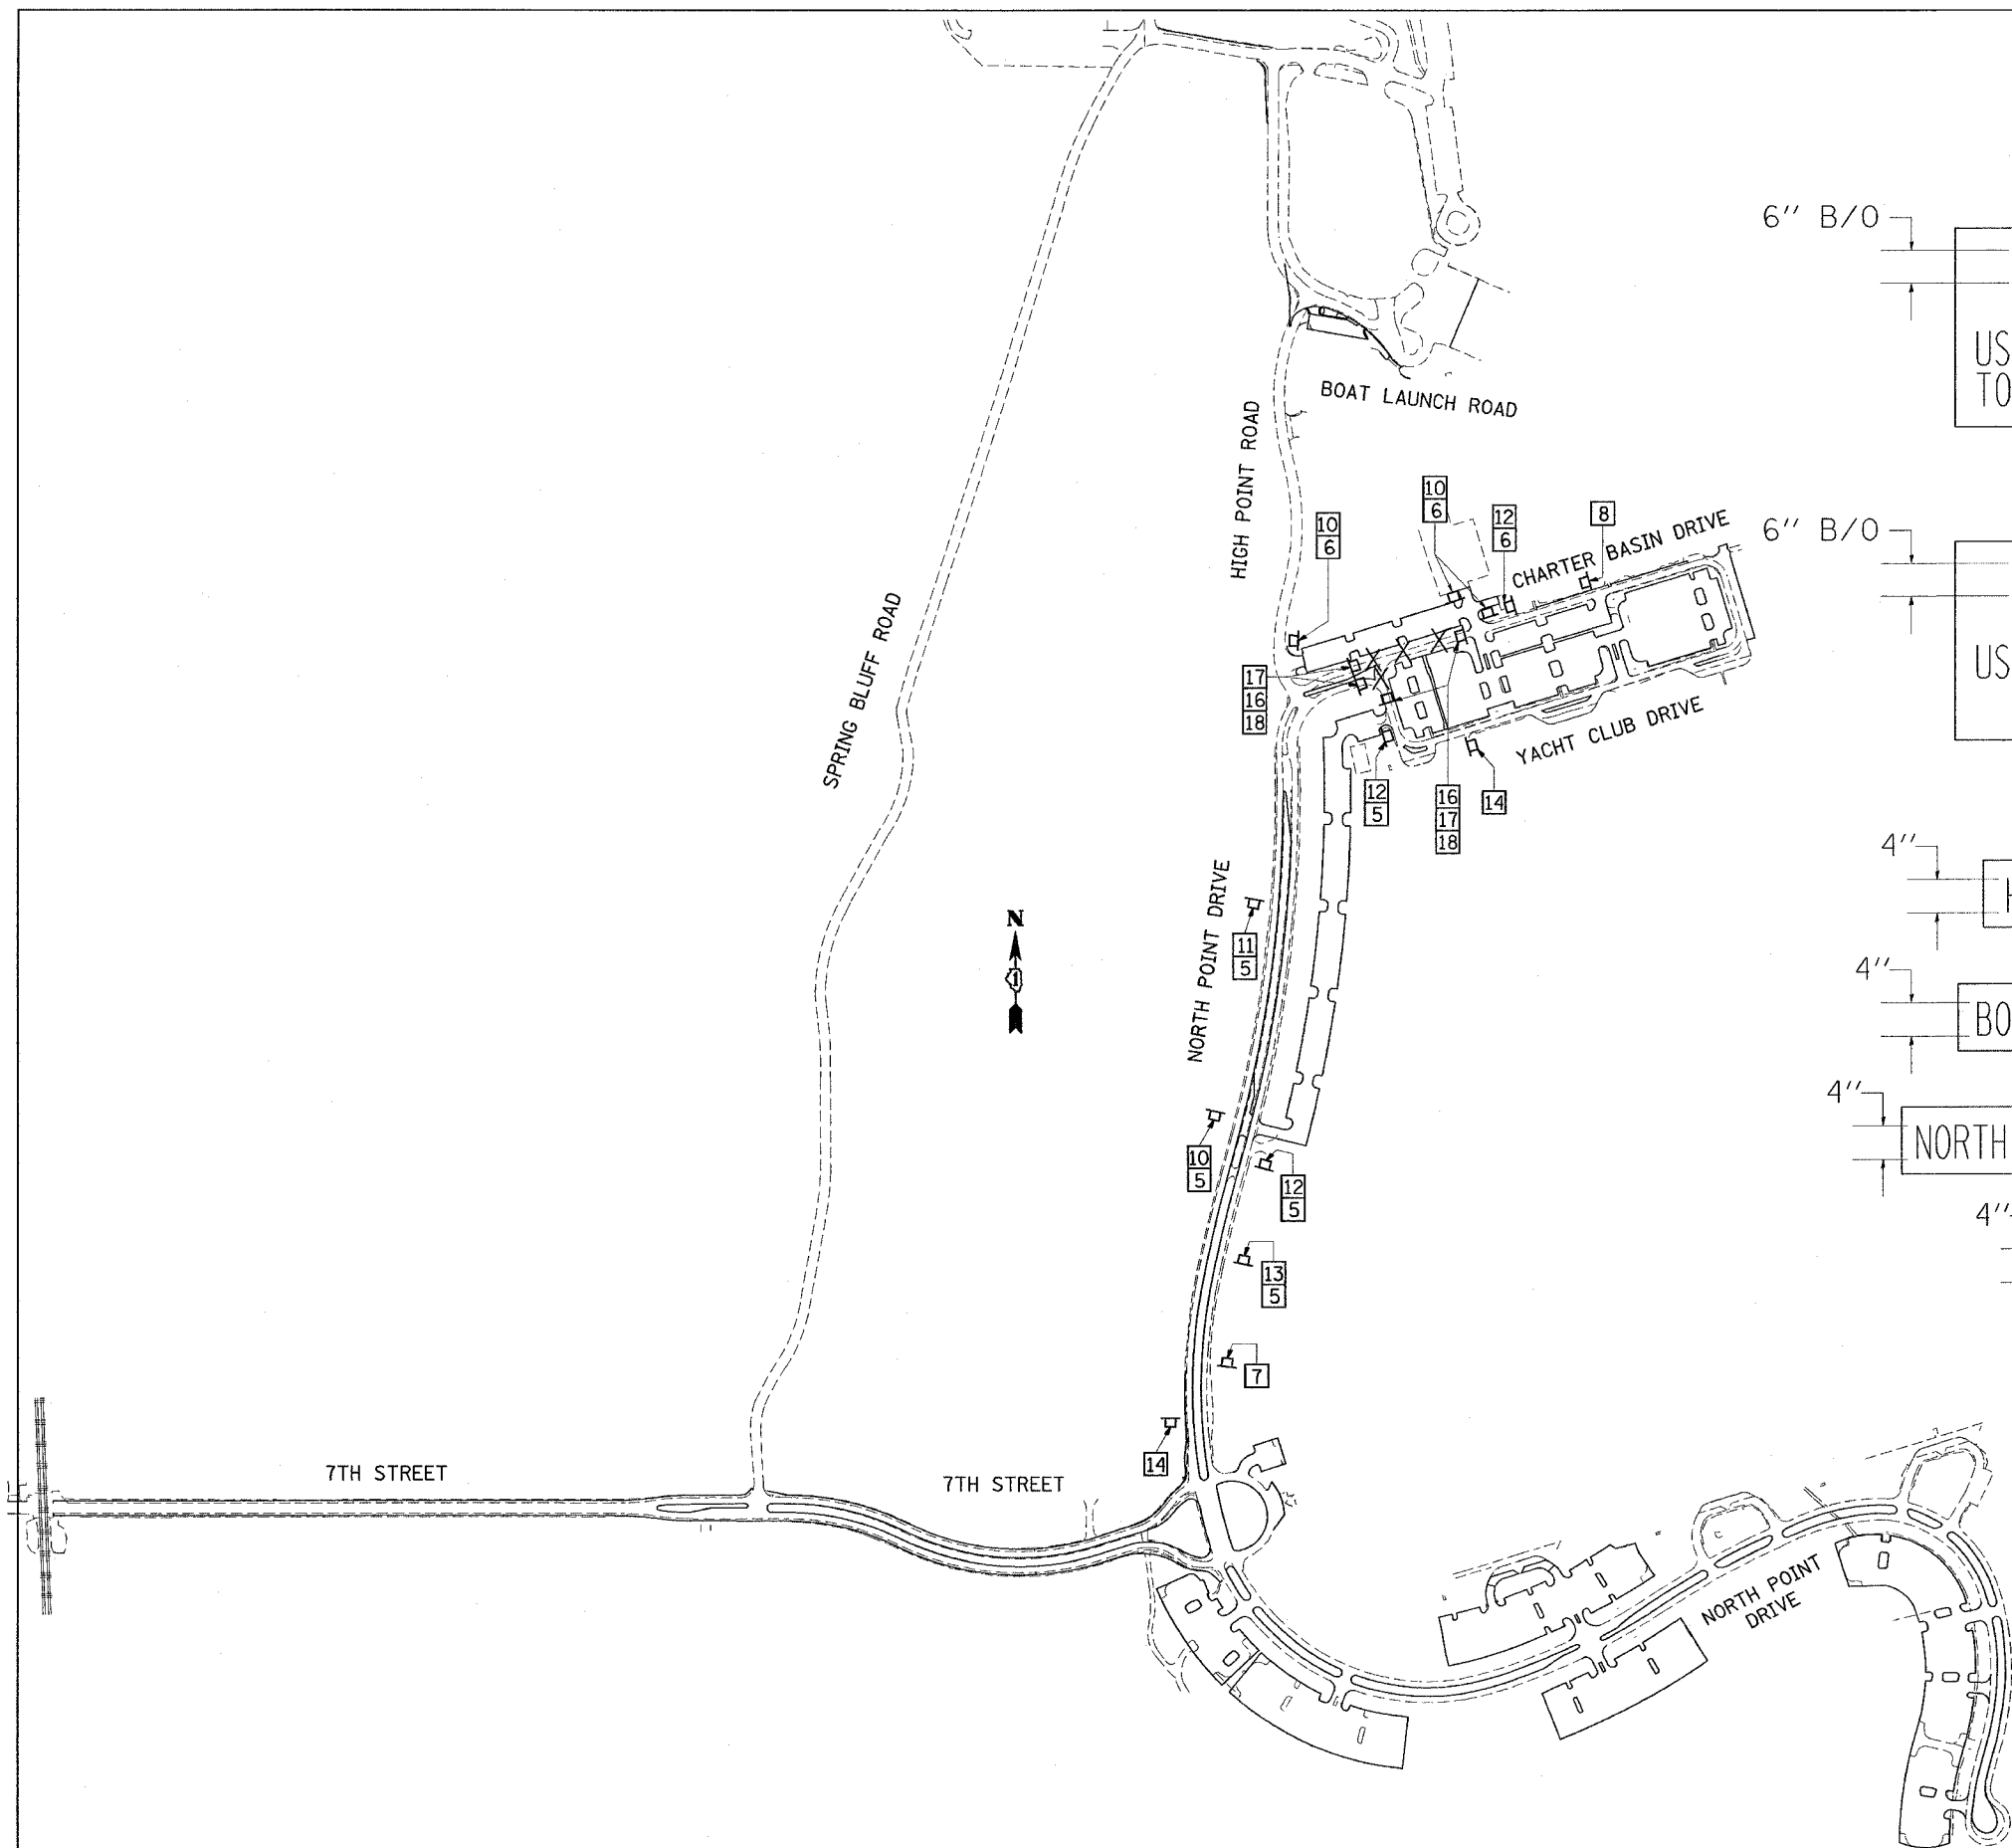 6" B/O
US
TO
BOAT LAUNCH ROAD
HIGH POINT ROAD
10
6
10
6
12
6
8
CHARTER BASIN DRIVE
6" B/O
US
SPRING BLUFF ROAD
17
16
18
YACHT CLUB DRIVE
12
5
16
17
18
14
4"
H
NORTH POINT DRIVE
N
1
11
5
4"
BO
4"
NORTH
10
5
12
5
4"
13
5
7
14
7TH STREET
7TH STREET
NORTH POINT
DRIVE